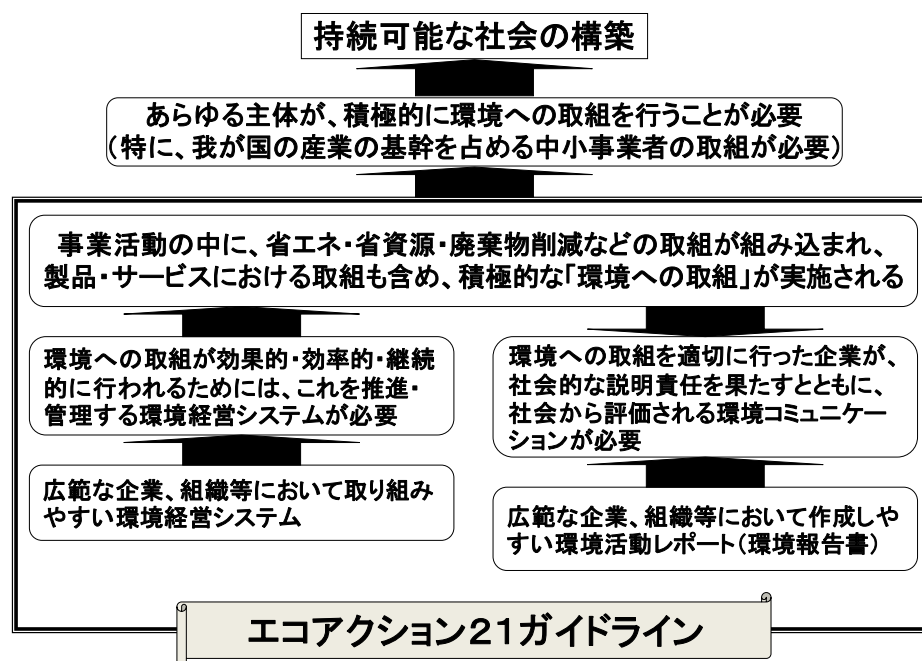 持続可能な社会の構築
あらゆる主体が、積極的に環境への取組を行うことが必要
(特に、我が国の産業の基幹を占める中小事業者の取組が必要)
事業活動の中に、省エネ・省資源・廃棄物削減などの取組が組み込まれ、
製品・サービスにおける取組も含め、積極的な「環境への取組」が実施される
環境への取組が効果的・効率的・継続
的に行われるためには、これを推進・
管理する環境経営システムが必要
広範な企業、組織等において取り組み
やすい環境経営システム
環境への取組を適切に行った企業が、
社会的な説明責任を果たすとともに、
社会から評価される環境コミュニケー
ションが必要
広範な企業、組織等において作成しや
すい環境活動レポート(環境報告書)
エコアクション21ガイドライン